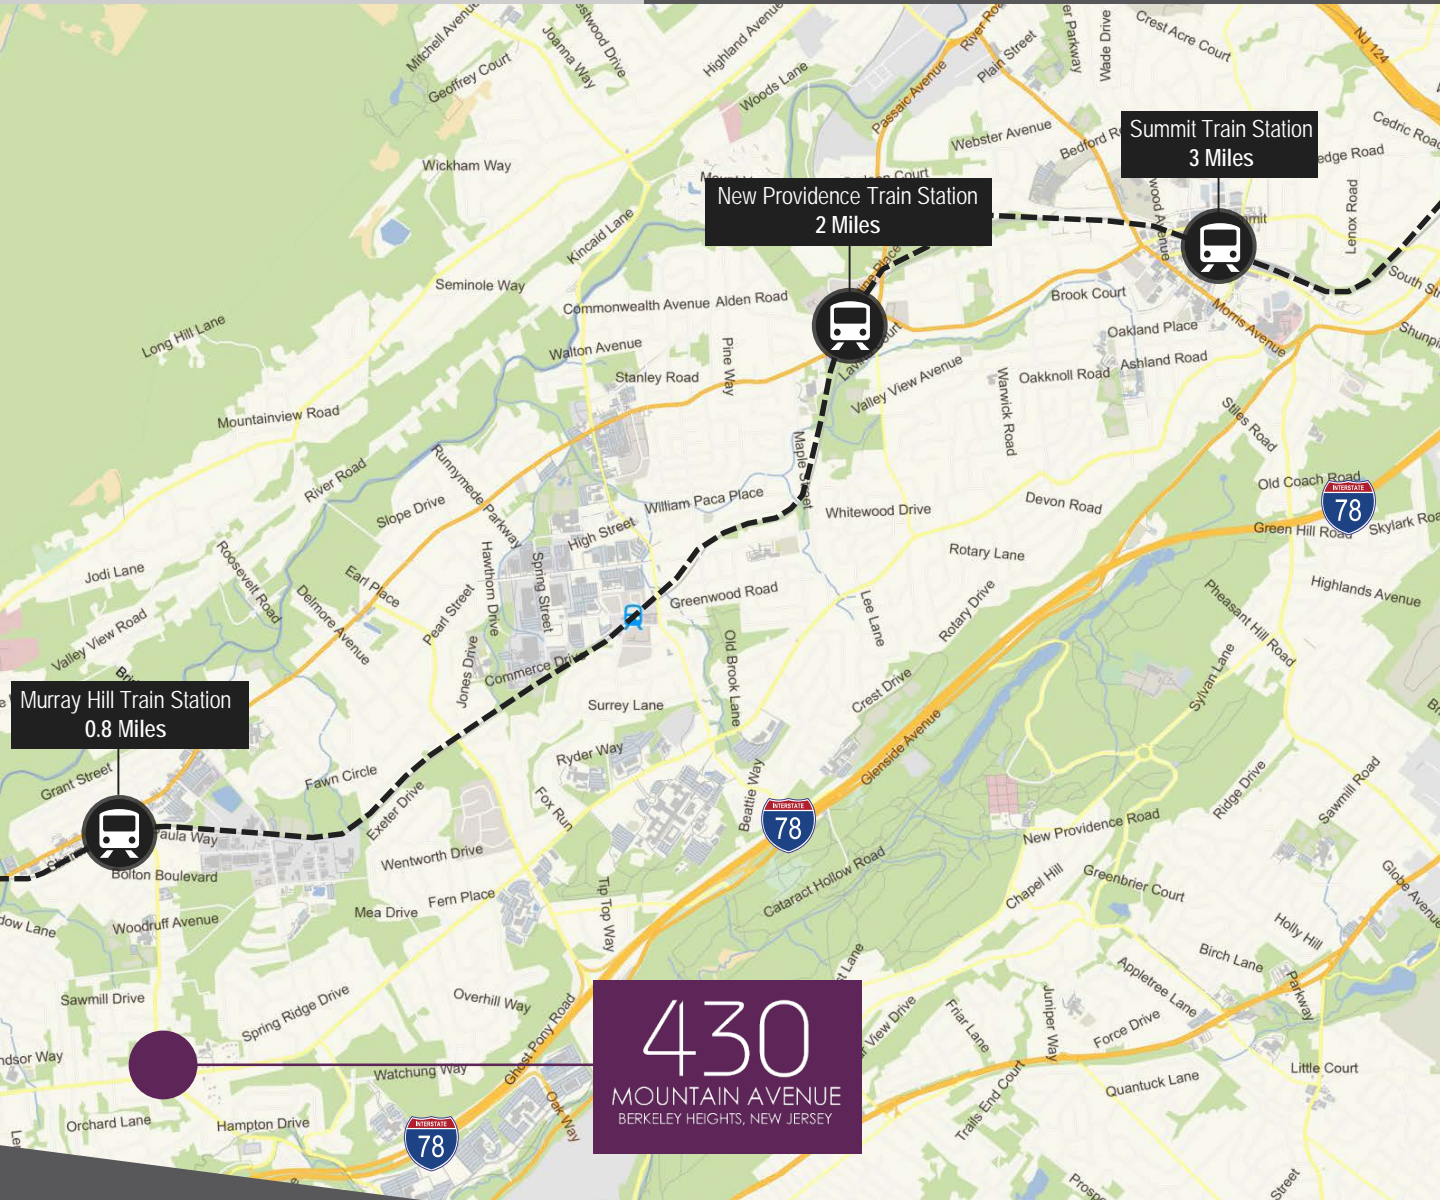 Mitchell Avenue
Joanna Way
Highland Avenue
Plain Street
Wade Drive
Crest Acre Court
NJ 124
Geoffrey Court
Woods Lane
Passaic Avenue
Webster Avenue
Summit Train Station
3 Miles
Lenox Road
Wickham Way
New Providence Train Station
2 Miles
Kincaid Lane
Seminole Way
Commonwealth Avenue
Alden Road
Brook Court
Morris Avenue
Oakland Place
Long Hill Lane
Walton Avenue
Pine Way
Stanley Road
Valley View Avenue
Warwick Road
Oakknoll Road
Ashland Road
Stiles Road
Mountainview Road
River Road
Runnymede Parkway
Slope Drive
William Paca Place
Whitewood Drive
Devon Road
Old Coach Road
INTERSTATE
78
Green Hill Road
High Street
Rotary Lane
Jodi Lane
Roosevelt Road
Earl Place
Hawthorn Drive
Spring Street
Greenwood Road
Highlands Avenue
Valley View Road
Delmore Avenue
Pearl Street
Lee Lane
Rotary Drive
Pheasant Hill Road
Jones Drive
Commerce Drive
Old Brook Lane
Crest Drive
Sylvan Lane
Murray Hill Train Station
0.8 Miles
Surrey Lane
Ryder Way
Glenside Avenue
Grant Street
Fawn Circle
Exeter Drive
Fox Run
Beattie Way
INTERSTATE
78
New Providence Road
Ridge Drive
Sawmill Road
Bolton Boulevard
Wentworth Drive
Cataract Hollow Road
Chapel Hill
Greenbrier Court
Globe Avenue
Fern Place
Mea Drive
Tip Top Way
Woodruff Avenue
Holly Hill
Birch Lane
Sawmill Drive
Spring Ridge Drive
Overhill Way
Appletree Lane
Parkway
Ghost Pony Road
430
MOUNTAIN AVENUE
BERKELEY HEIGHTS, NEW JERSEY
Friar Lane
Juniper Way
Force Drive
Watchung Way
Little Court
Quantuck Lane
Trails End Court
Orchard Lane
Hampton Drive
Oak Way
INTERSTATE
78
Street